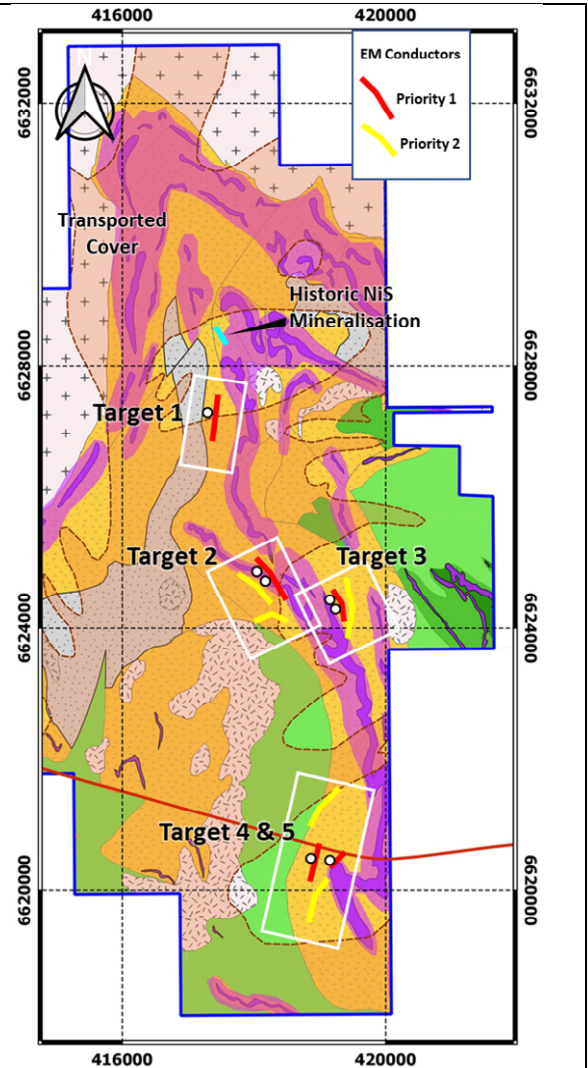 416000
420000
N
EM Conductors
Priority 1
Priority 2
6632000
6632000
Transported
Cover
Historic NiS
Mineralisation
6628000
6628000
Target 1
Target 2
Target 3
6624000
6624000
Target 4 & 5
6620000
6620000
416000
420000